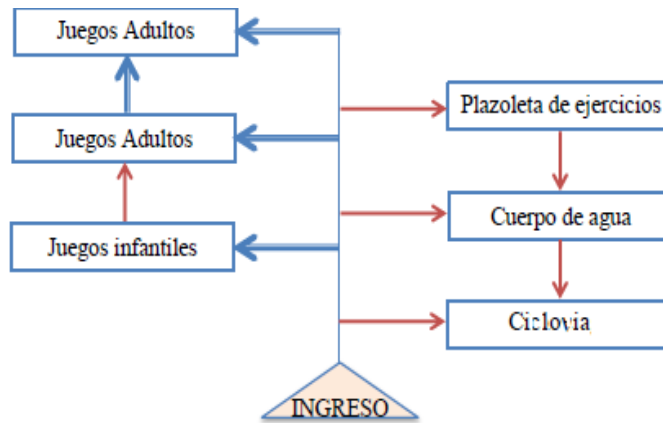 Juegos Adultos
Juegos Adultos
Juegos infantiles
Plazoleta de ejercicios
Cuerpo de agua
Ciclovia
INGRESO